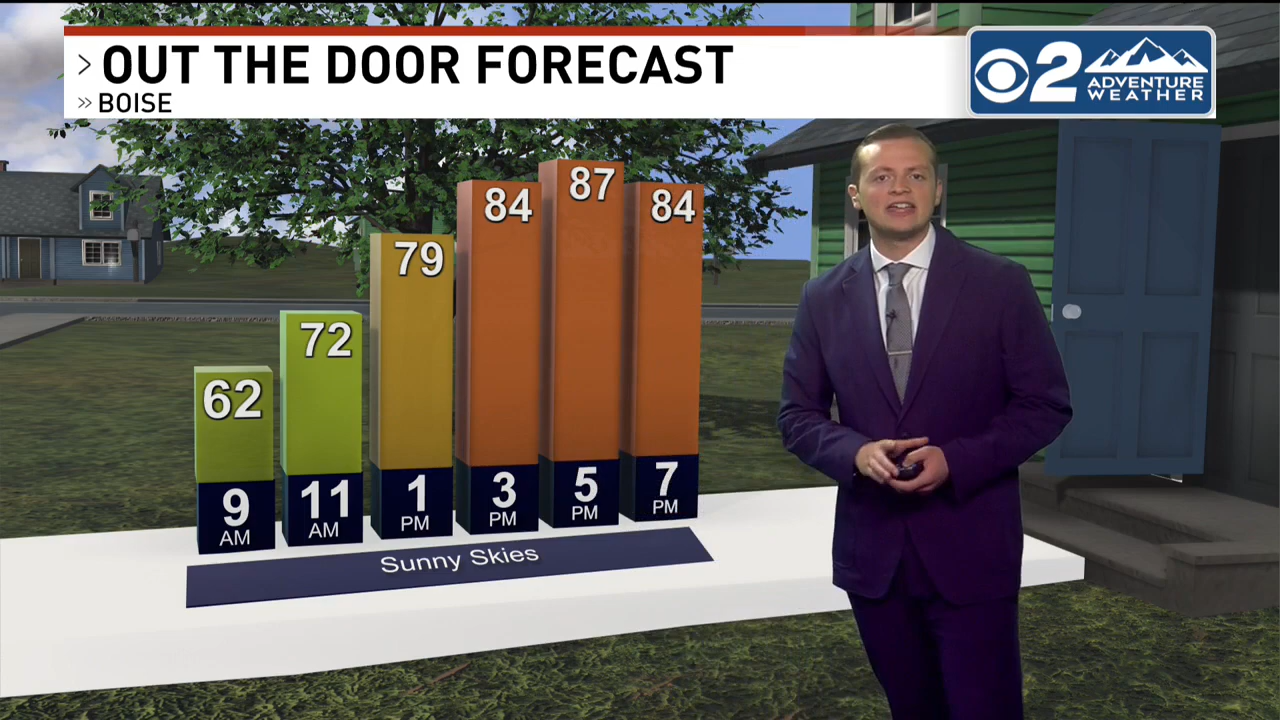 > OUT THE DOOR FORECAST
» BOISE
2 ADVENTURE
WEATHER
62
72
79
84
87
84
9
AM
11
AM
1
PM
3
PM
5
PM
7
PM
Sunny Skies